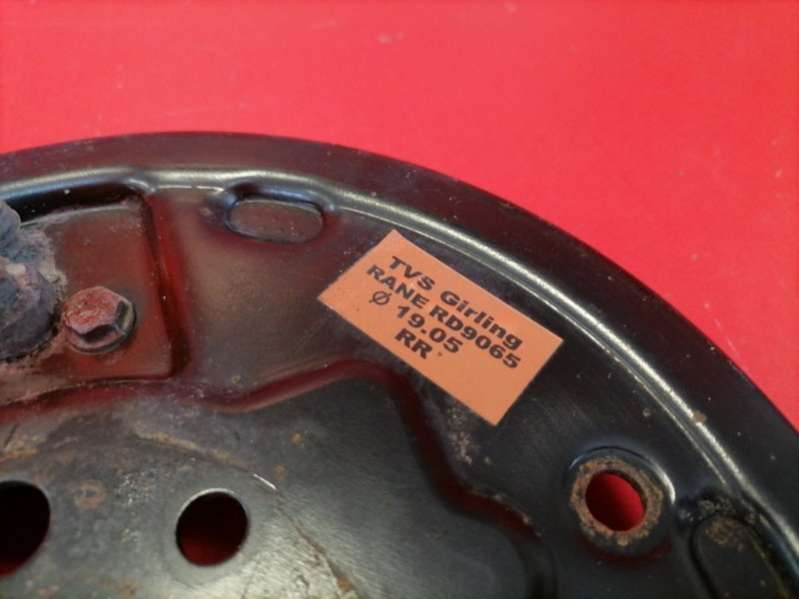 TVS Girling
RANE RD9065
Ø 19.05
RR